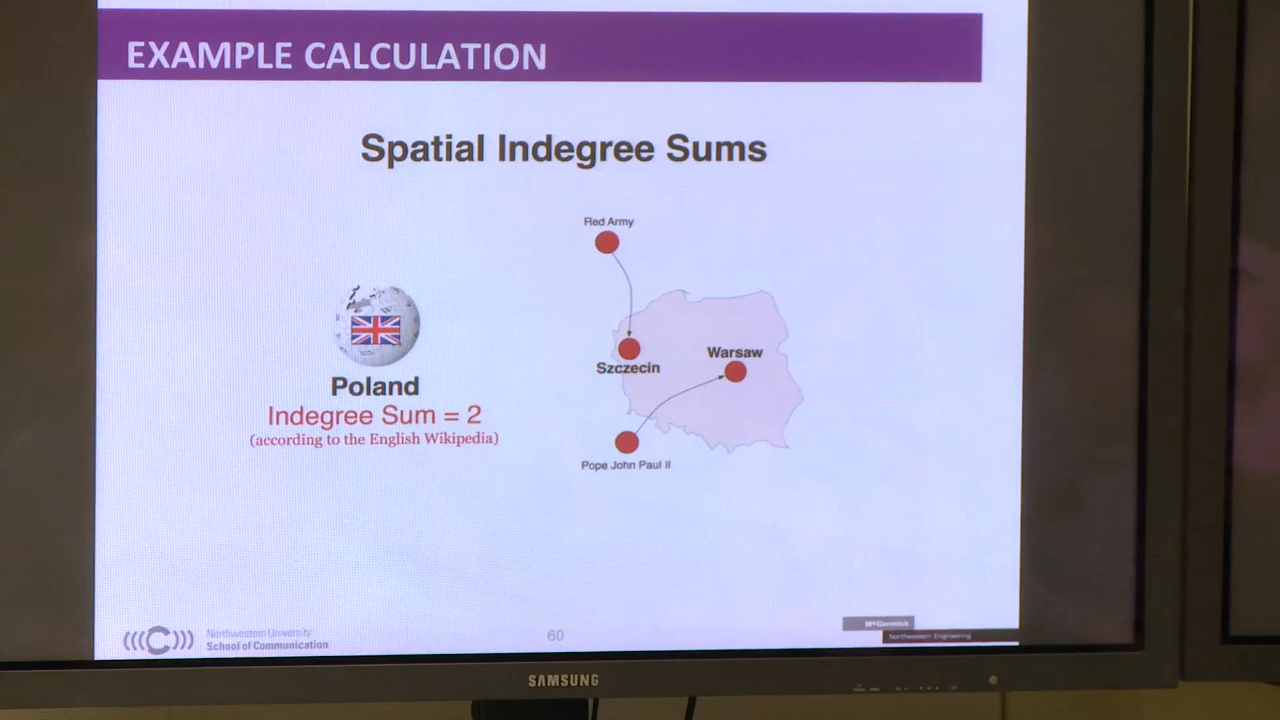 EXAMPLE CALCULATION
Spatial Indegree Sums
Red Army
Szczecin
Warsaw
Pope John Paul II
W
Poland
Indegree Sum = 2
(according to the English Wikipedia)
(((C)))
Northwestern University
School of Communication
60
McCormick
Northwestern Engineering
SAMSUNG